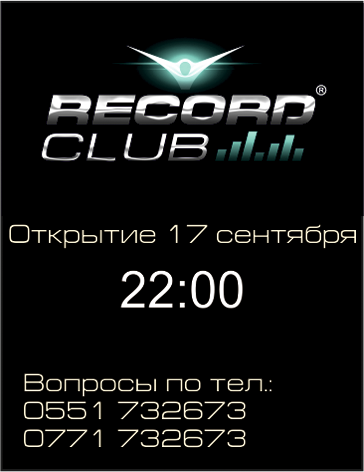 RECORD®
CLUB
Открытие 17 сентября
22:00
Вопросы по тел.:
0551 732673
0771 732673